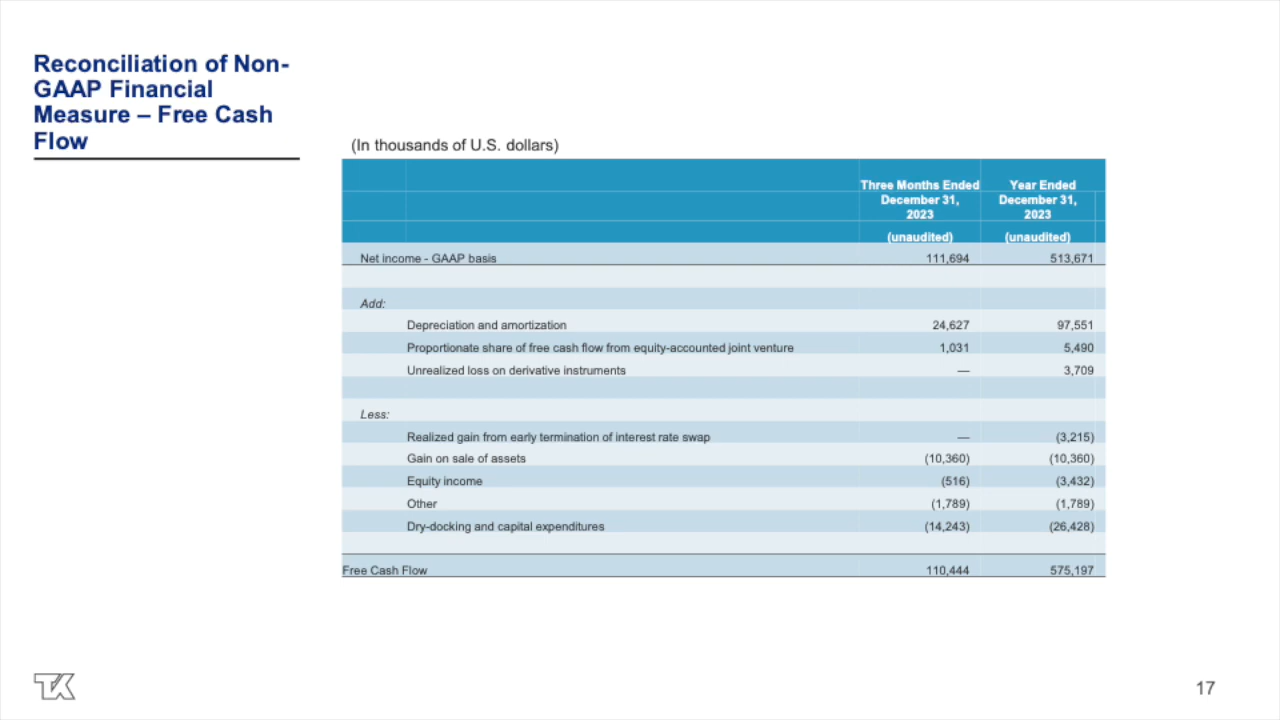 Reconciliation of Non-
GAAP Financial
Measure – Free Cash
Flow
(In thousands of U.S. dollars)
Three Months Ended Year Ended
December 31, December 31,
2023 2023
(unaudited) (unaudited)
Net income - GAAP basis 111,694 513,671
Add:
Depreciation and amortization 24,627 97,551
Proportionate share of free cash flow from equity-accounted joint venture 1,031 5,490
Unrealized loss on derivative instruments — 3,709
Less:
Realized gain from early termination of interest rate swap — (3,215)
Gain on sale of assets (10,360) (10,360)
Equity income (516) (3,432)
Other (1,789) (1,789)
Dry-docking and capital expenditures (14,243) (26,428)
Free Cash Flow 110,444 575,197
TK
17